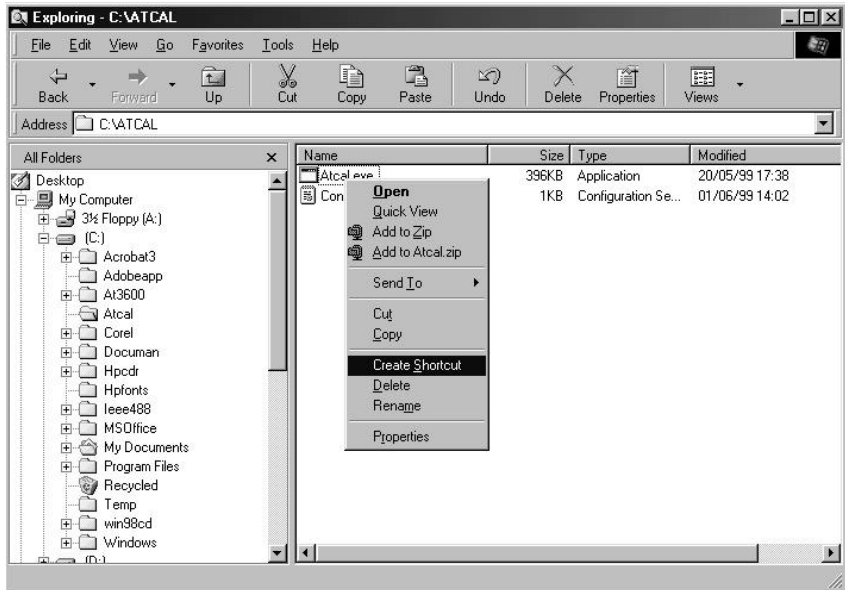 Exploring - C:\ATCAL
File Edit View Go Favorites Tools Help
Back Forward Up Cut Copy Paste Undo Delete Properties Views
Address C:\ATCAL
All Folders
Desktop
My Computer
3½ Floppy (A:)
(C:)
Acrobat3
Adobeapp
At3600
Atcal
Corel
Documan
Hpcdr
Hpfonts
Ieee488
MSOffice
My Documents
Program Files
Recycled
Temp
win98cd
Windows
(D:)
Name Size Type Modified
Atcal.exe 396KB Application 20/05/99 17:38
Con 1KB Configuration Se... 01/06/99 14:02
Open
Quick View
Add to Zip
Add to Atcal.zip
Send To
Cut
Copy
Create Shortcut
Delete
Rename
Properties